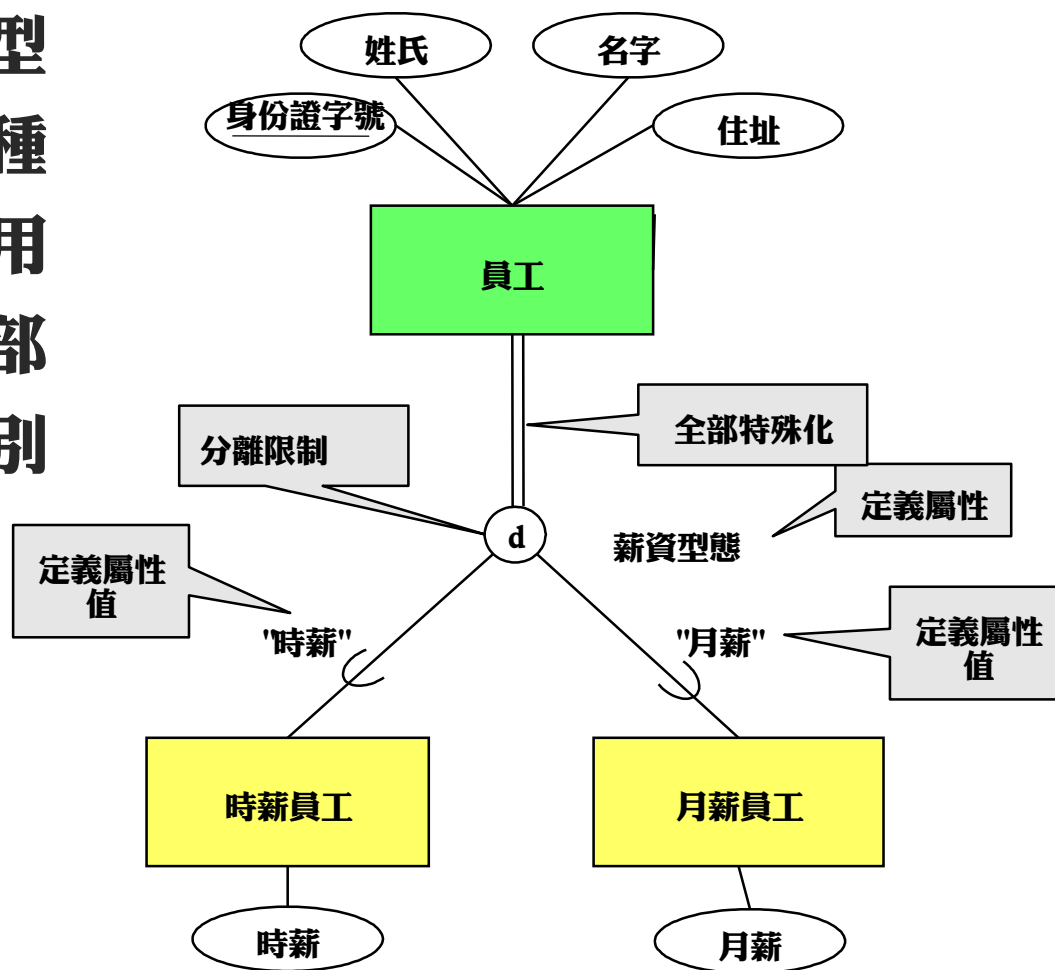 型
種
用
部
別
姓氏
名字
身份證字號
住址
員工
全部特殊化
分離限制
定義屬性
d
薪資型態
定義屬性
值
"時薪"
"月薪"
定義屬性
值
時薪員工
月薪員工
時薪
月薪